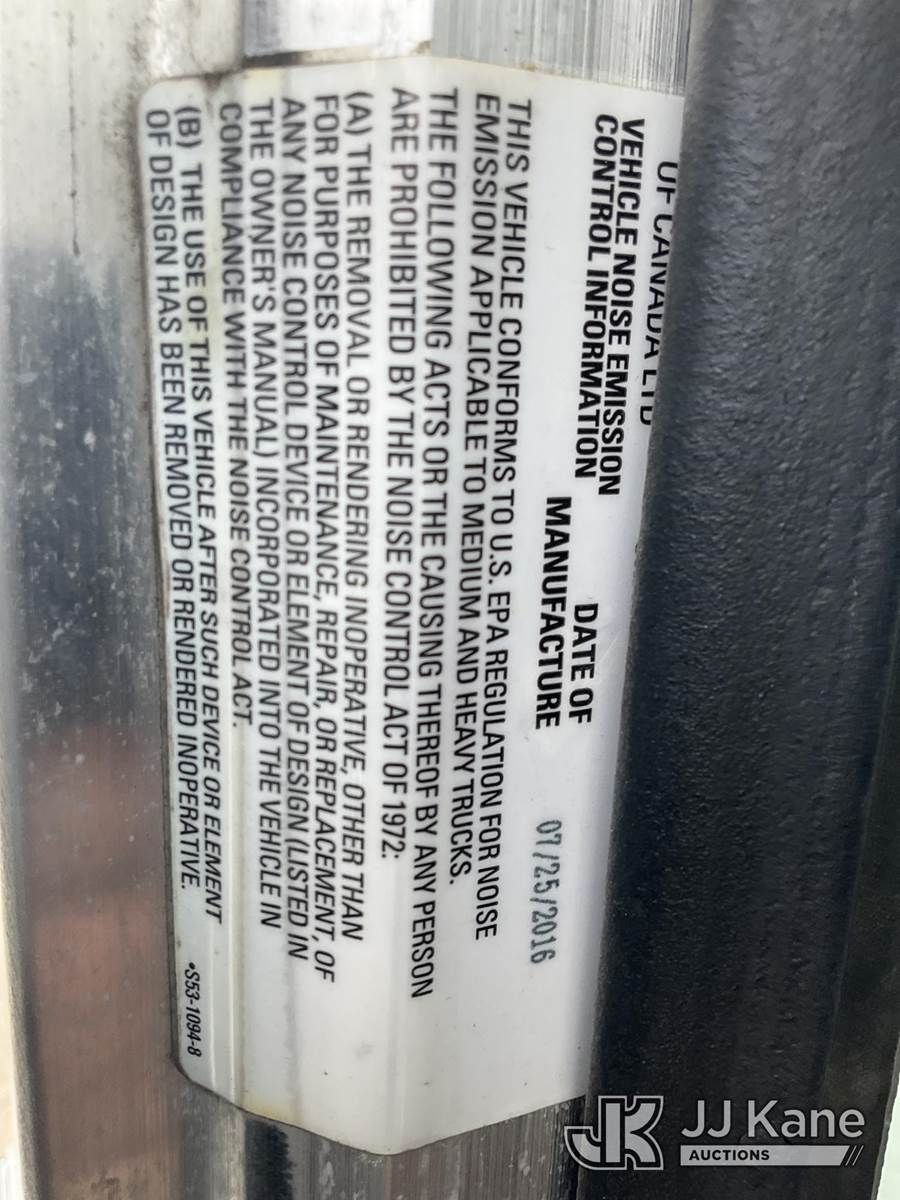 OF CANADA LTD
VEHICLE NOISE EMISSION
CONTROL INFORMATION
DATE OF
MANUFACTURE
07/25/2016
THIS VEHICLE CONFORMS TO U.S. EPA REGULATION FOR NOISE
EMISSION APPLICABLE TO MEDIUM AND HEAVY TRUCKS.
THE FOLLOWING ACTS OR THE CAUSING THEREOF BY ANY PERSON
ARE PROHIBITED BY THE NOISE CONTROL ACT OF 1972:
(A) THE REMOVAL OR RENDERING INOPERATIVE, OTHER THAN
FOR PURPOSES OF MAINTENANCE, REPAIR, OR REPLACEMENT, OF
ANY NOISE CONTROL DEVICE OR ELEMENT OF DESIGN (LISTED IN
THE OWNER'S MANUAL) INCORPORATED INTO THE VEHICLE IN
COMPLIANCE WITH THE NOISE CONTROL ACT.
(B) THE USE OF THIS VEHICLE AFTER SUCH DEVICE OR ELEMENT
OF DESIGN HAS BEEN REMOVED OR RENDERED INOPERATIVE.
*S53-1094-8
JK JJ Kane
AUCTIONS